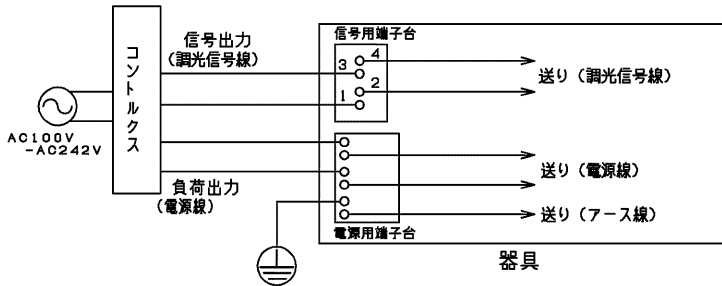 信号出力
(調光信号線)
コントルクス
AC100V
-AC242V
負荷出力
(電源線)
信号用端子台
4
3
2
1
送り(調光信号線)
送り(電源線)
送り(アース線)
電源用端子台
器具